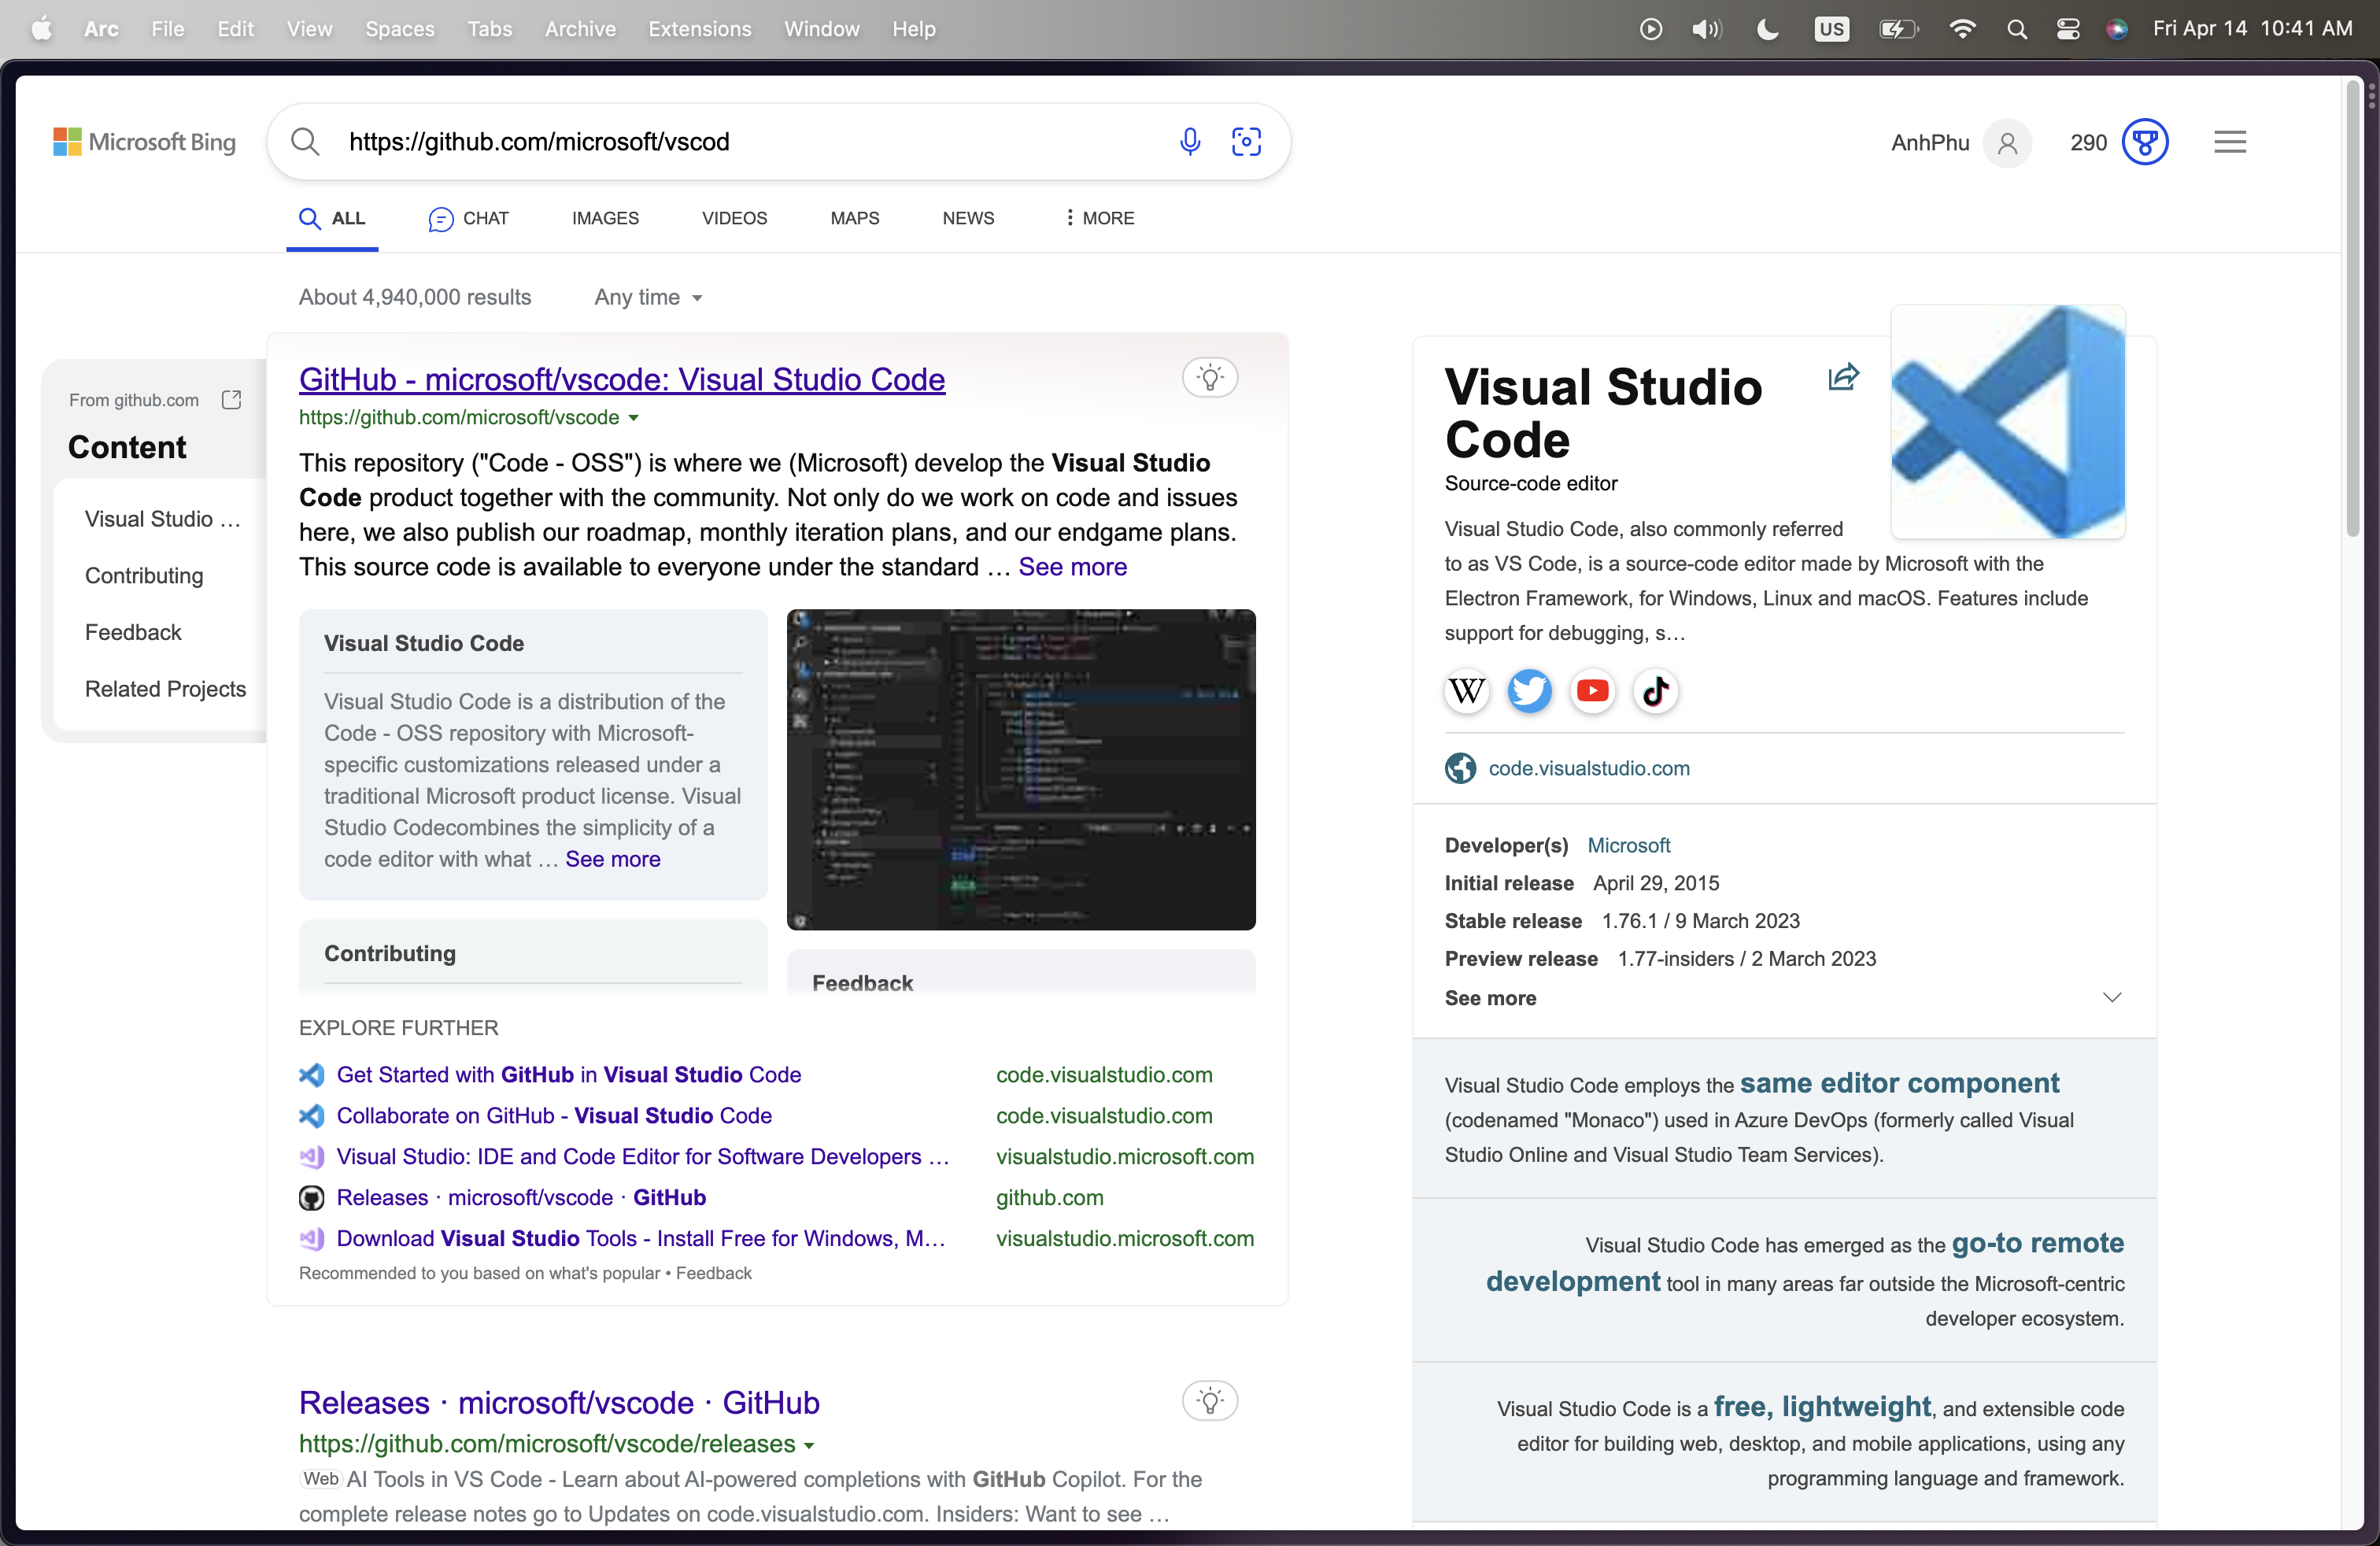 Arc File Edit View Spaces Tabs Archive Extensions Window Help US Fri Apr 14 10:41 AM
Microsoft Bing
https://github.com/microsoft/vscod
AnhPhu 290
ALL CHAT IMAGES VIDEOS MAPS NEWS MORE
About 4,940,000 results Any time
From github.com
Content
Visual Studio ...
Contributing
Feedback
Related Projects
GitHub - microsoft/vscode: Visual Studio Code
https://github.com/microsoft/vscode
This repository ("Code - OSS") is where we (Microsoft) develop the Visual Studio
Code product together with the community. Not only do we work on code and issues
here, we also publish our roadmap, monthly iteration plans, and our endgame plans.
This source code is available to everyone under the standard … See more
Visual Studio Code
Visual Studio Code is a distribution of the
Code - OSS repository with Microsoft-
specific customizations released under a
traditional Microsoft product license. Visual
Studio Codecombines the simplicity of a
code editor with what … See more
Contributing
Feedback
EXPLORE FURTHER
Get Started with GitHub in Visual Studio Code code.visualstudio.com
Collaborate on GitHub - Visual Studio Code code.visualstudio.com
Visual Studio: IDE and Code Editor for Software Developers … visualstudio.microsoft.com
Releases · microsoft/vscode · GitHub github.com
Download Visual Studio Tools - Install Free for Windows, M… visualstudio.microsoft.com
Recommended to you based on what's popular • Feedback
Releases · microsoft/vscode · GitHub
https://github.com/microsoft/vscode/releases
Web AI Tools in VS Code - Learn about AI-powered completions with GitHub Copilot. For the
complete release notes go to Updates on code.visualstudio.com. Insiders: Want to see …
Visual Studio
Code
Source-code editor
Visual Studio Code, also commonly referred
to as VS Code, is a source-code editor made by Microsoft with the
Electron Framework, for Windows, Linux and macOS. Features include
support for debugging, s…
W
code.visualstudio.com
Developer(s) Microsoft
Initial release April 29, 2015
Stable release 1.76.1 / 9 March 2023
Preview release 1.77-insiders / 2 March 2023
See more
Visual Studio Code employs the same editor component
(codenamed "Monaco") used in Azure DevOps (formerly called Visual
Studio Online and Visual Studio Team Services).
Visual Studio Code has emerged as the go-to remote
development tool in many areas far outside the Microsoft-centric
developer ecosystem.
Visual Studio Code is a free, lightweight, and extensible code
editor for building web, desktop, and mobile applications, using any
programming language and framework.